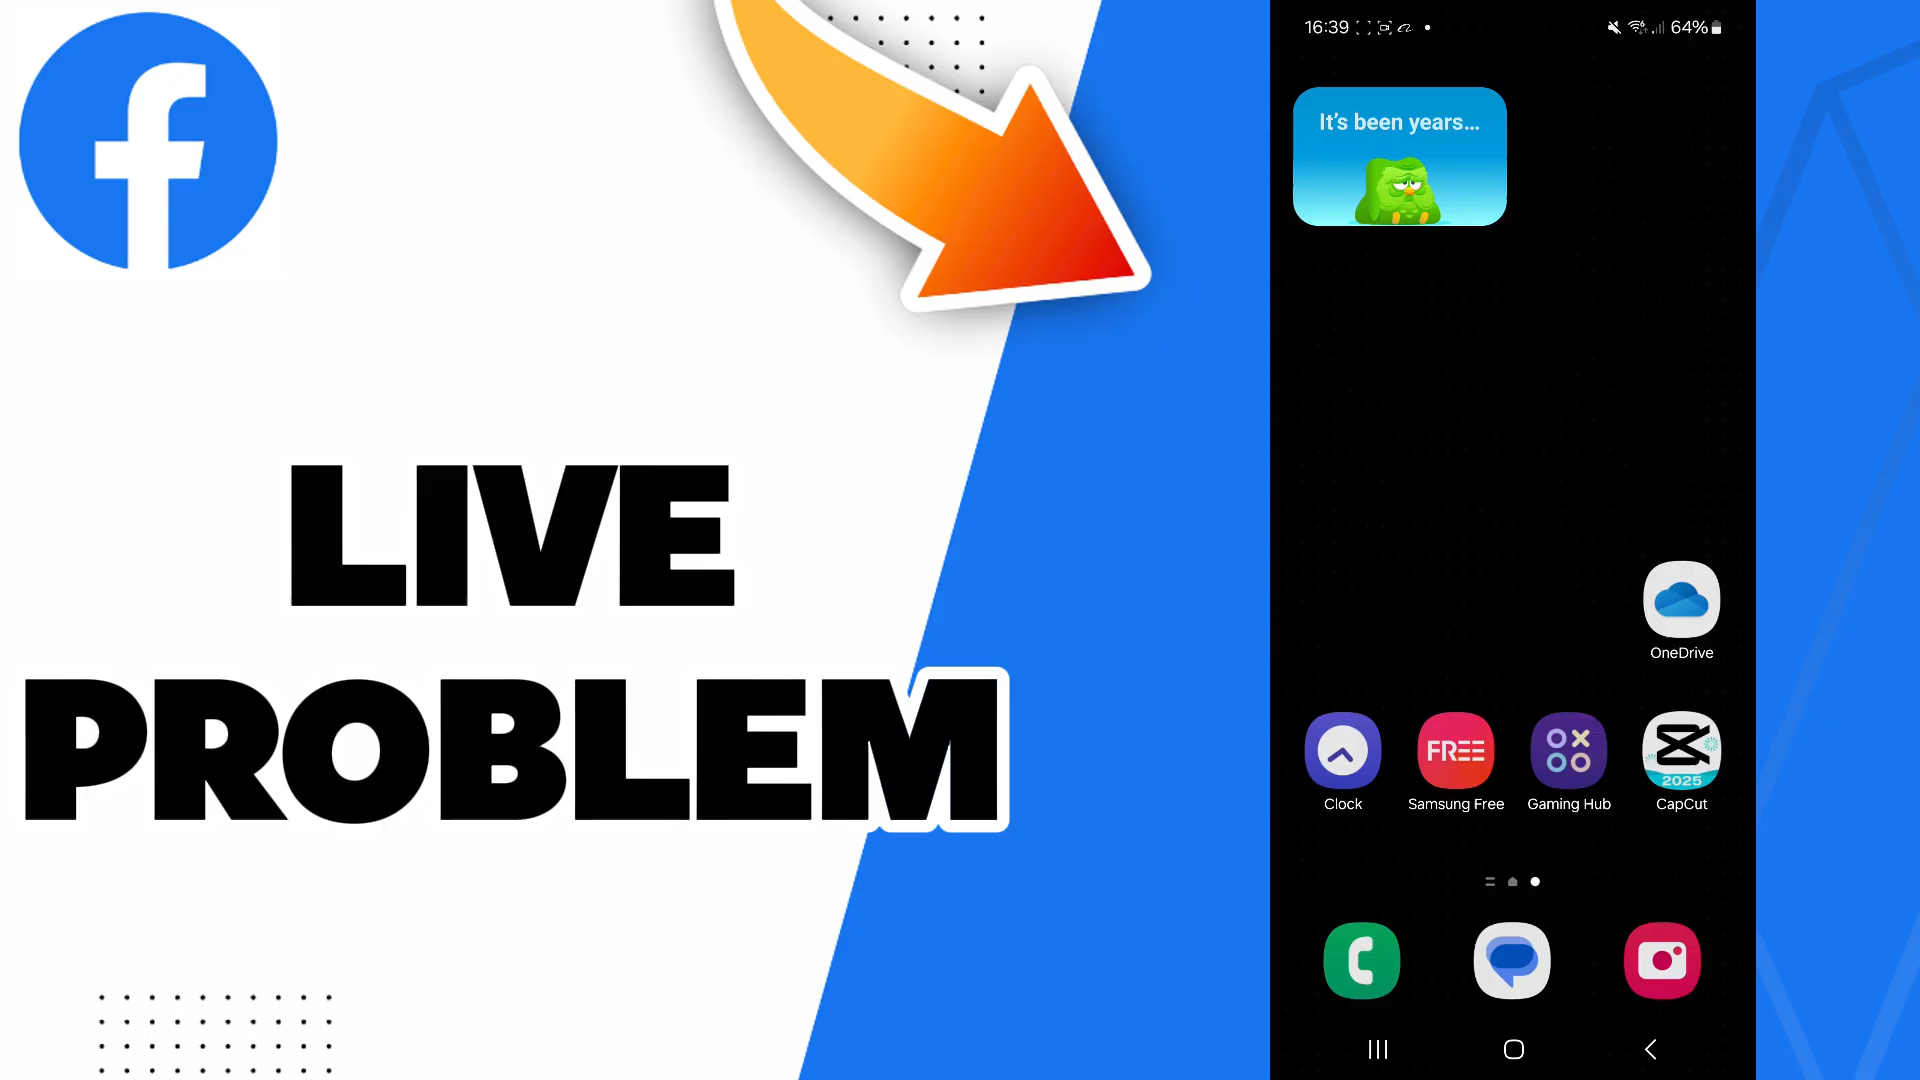 LIVE
PROBLEM
16:39
64%
It's been years...
OneDrive
FREE
2025
Clock
Samsung Free
Gaming Hub
CapCut